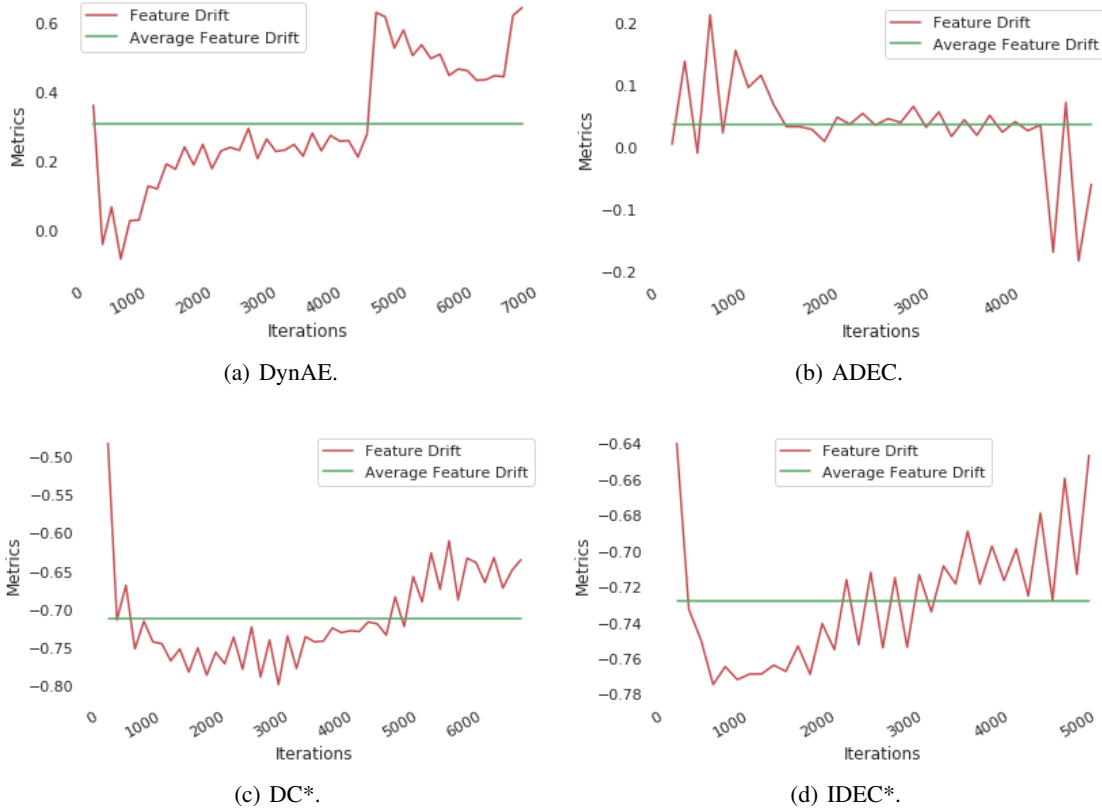 Feature Drift
Average Feature Drift
Metrics
0.6
0.4
0.2
0.0
0 1000 2000 3000 4000 5000 6000 7000
Iterations
(a) DynAE.
Feature Drift
Average Feature Drift
Metrics
0.2
0.1
0.0
−0.1
−0.2
0 1000 2000 3000 4000
Iterations
(b) ADEC.
Feature Drift
Average Feature Drift
Metrics
−0.50
−0.55
−0.60
−0.65
−0.70
−0.75
−0.80
0 1000 2000 3000 4000 5000 6000
Iterations
(c) DC*.
Feature Drift
Average Feature Drift
Metrics
−0.64
−0.66
−0.68
−0.70
−0.72
−0.74
−0.76
−0.78
0 1000 2000 3000 4000 5000
Iterations
(d) IDEC*.